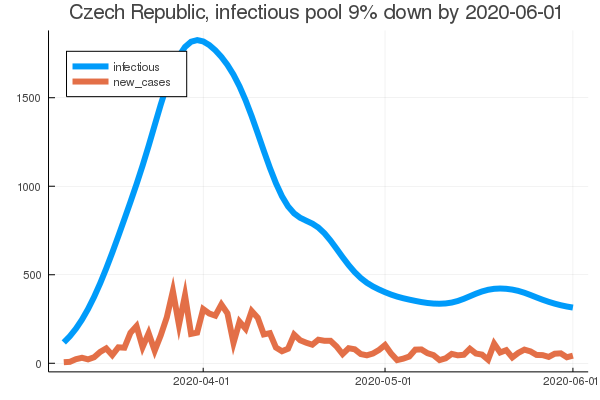 Czech Republic, infectious pool 9% down by 2020-06-01
infectious
new_cases
1500
1000
500
0
2020-04-01
2020-05-01
2020-06-01